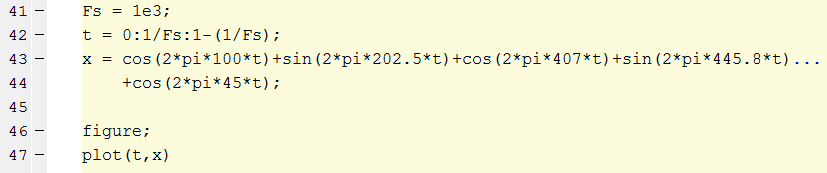 41 - Fs = 1e3;
42 - t = 0:1/Fs:1-(1/Fs);
43 - x = cos(2*pi*100*t)+sin(2*pi*202.5*t)+cos(2*pi*407*t)+sin(2*pi*445.8*t)...
44 +cos(2*pi*45*t);
45
46 - figure;
47 - plot(t,x)